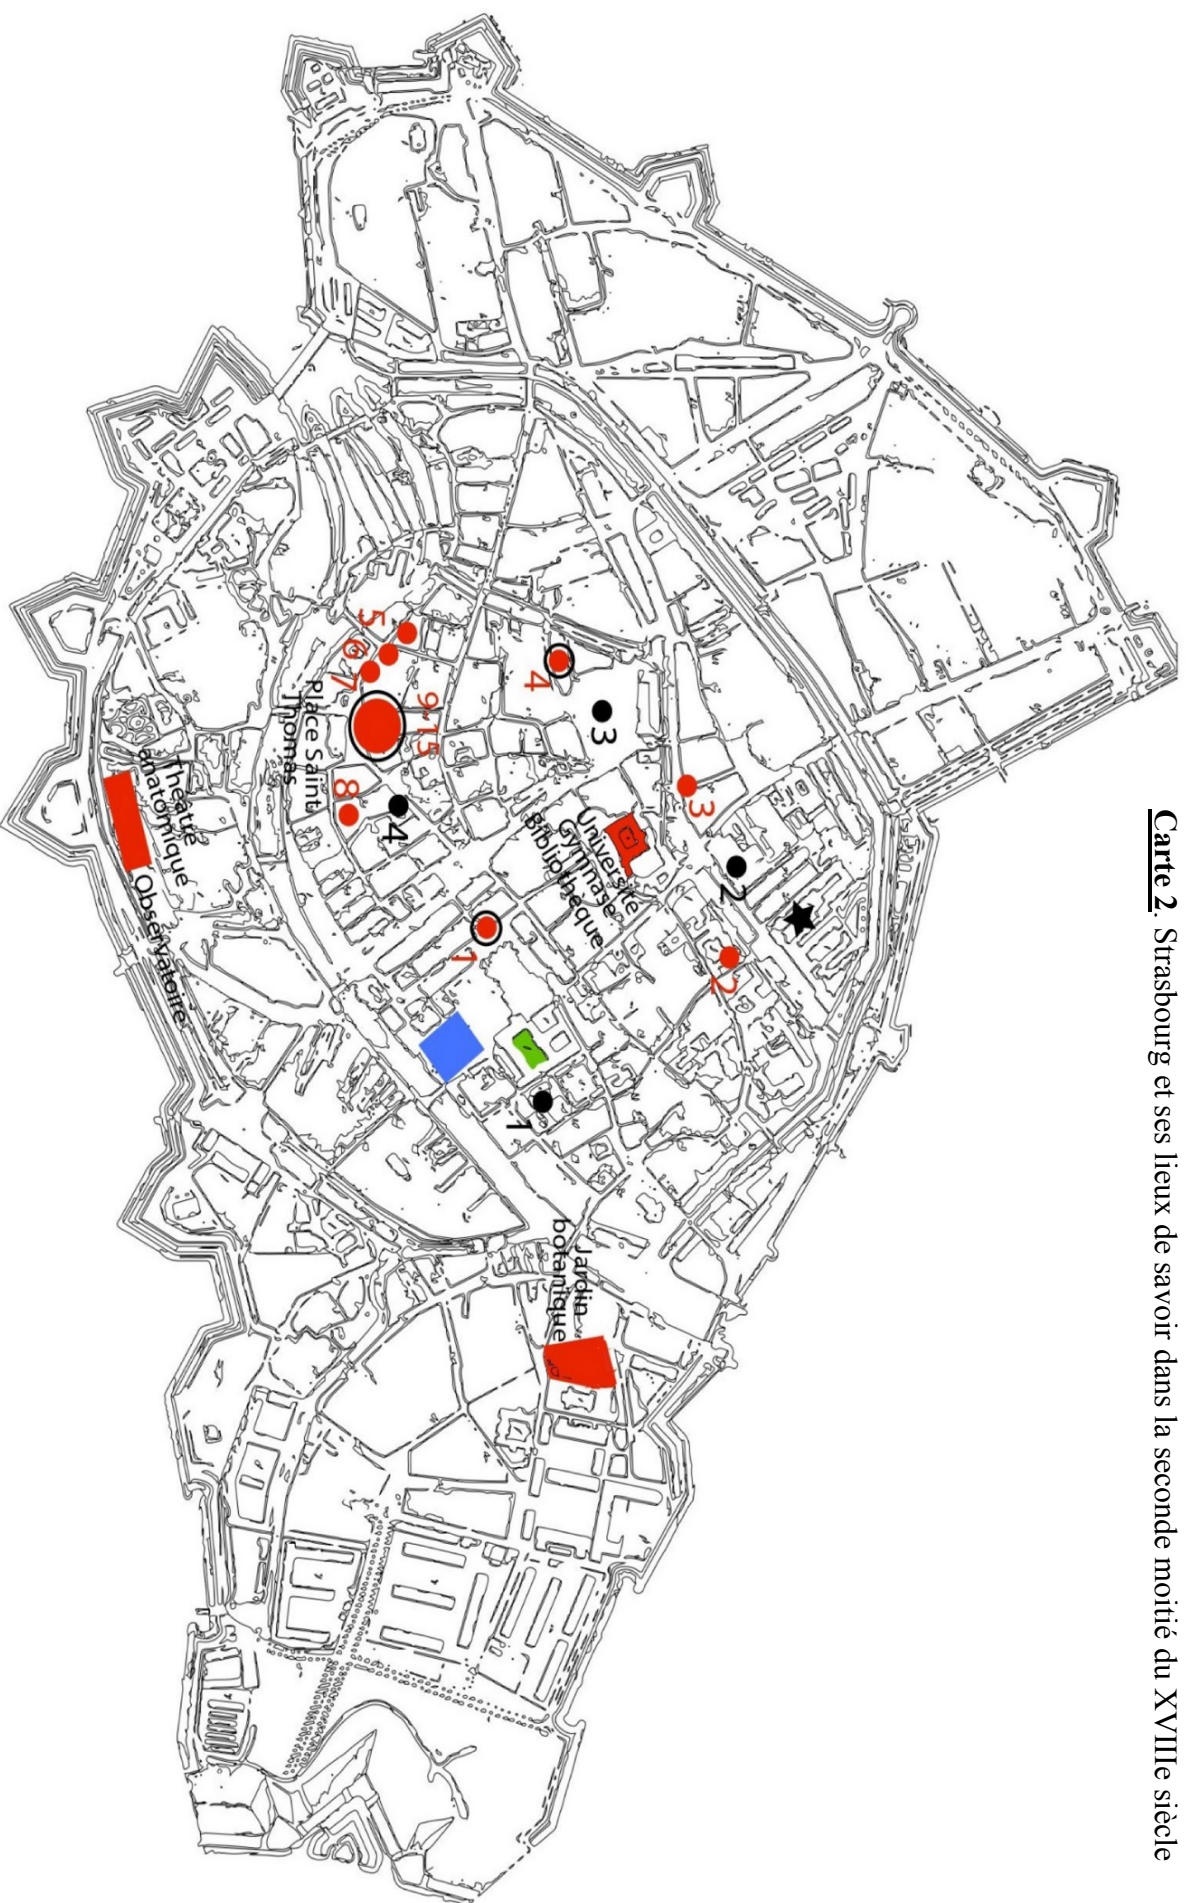 Carte 2. Strasbourg et ses lieux de savoir dans la seconde moitié du XVIIIe siècle
2
2
3
3
Université
Gymnase
Bibliothèque
4
1
1
Jardin
botanique
9-15
4
5
6
7
8
Place Saint
Thomas
Théâtre
anatomique
Observatoire